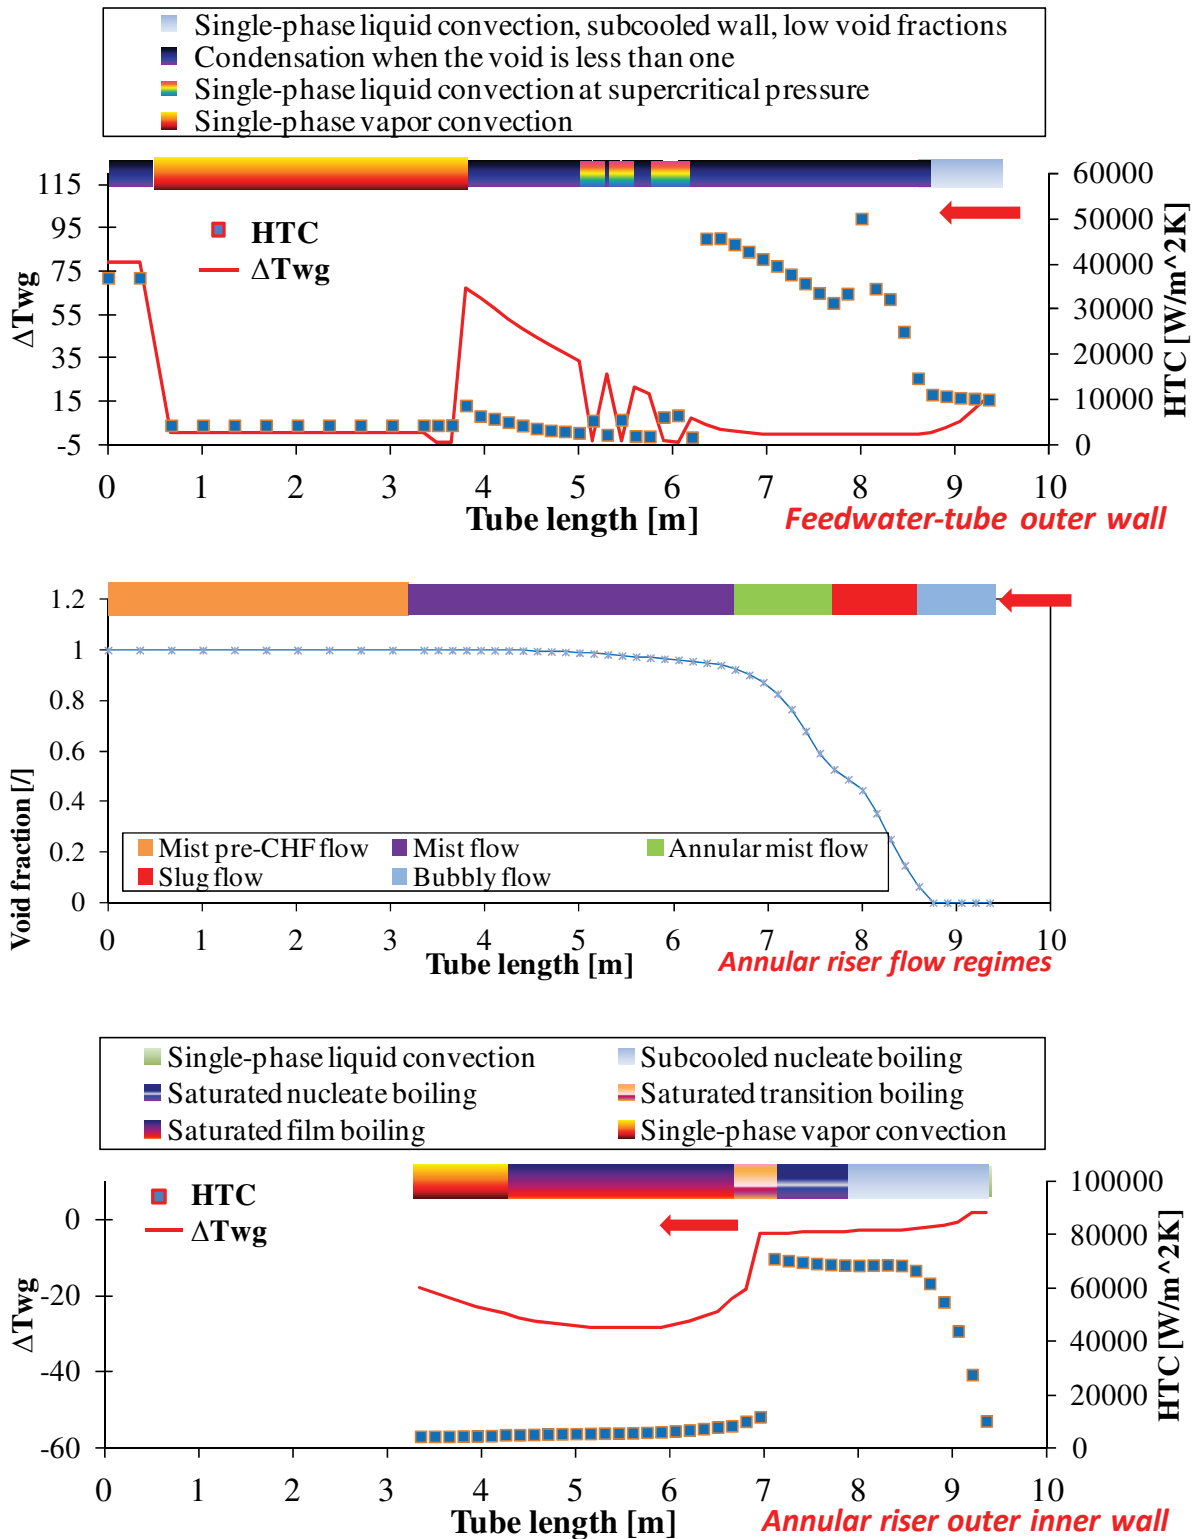 Single-phase liquid convection, subcooled wall, low void fractions
Condensation when the void is less than one
Single-phase liquid convection at supercritical pressure
Single-phase vapor convection
115
95
75
55
35
15
-5
ΔTwg
HTC
ΔTwg
60000
50000
40000
30000
20000
10000
0
HTC [W/m^2K]
0 1 2 3 4 5 6 7 8 9 10
Tube length [m]
Feedwater-tube outer wall
1.2
1
0.8
0.6
0.4
0.2
0
Void fraction [/]
Mist pre-CHF flow Mist flow Annular mist flow
Slug flow Bubbly flow
0 1 2 3 4 5 6 7 8 9 10
Tube length [m]
Annular riser flow regimes
Single-phase liquid convection Subcooled nucleate boiling
Saturated nucleate boiling Saturated transition boiling
Saturated film boiling Single-phase vapor convection
HTC
ΔTwg
0
-20
-40
-60
ΔTwg
100000
80000
60000
40000
20000
0
HTC [W/m^2K]
0 1 2 3 4 5 6 7 8 9 10
Tube length [m]
Annular riser outer inner wall